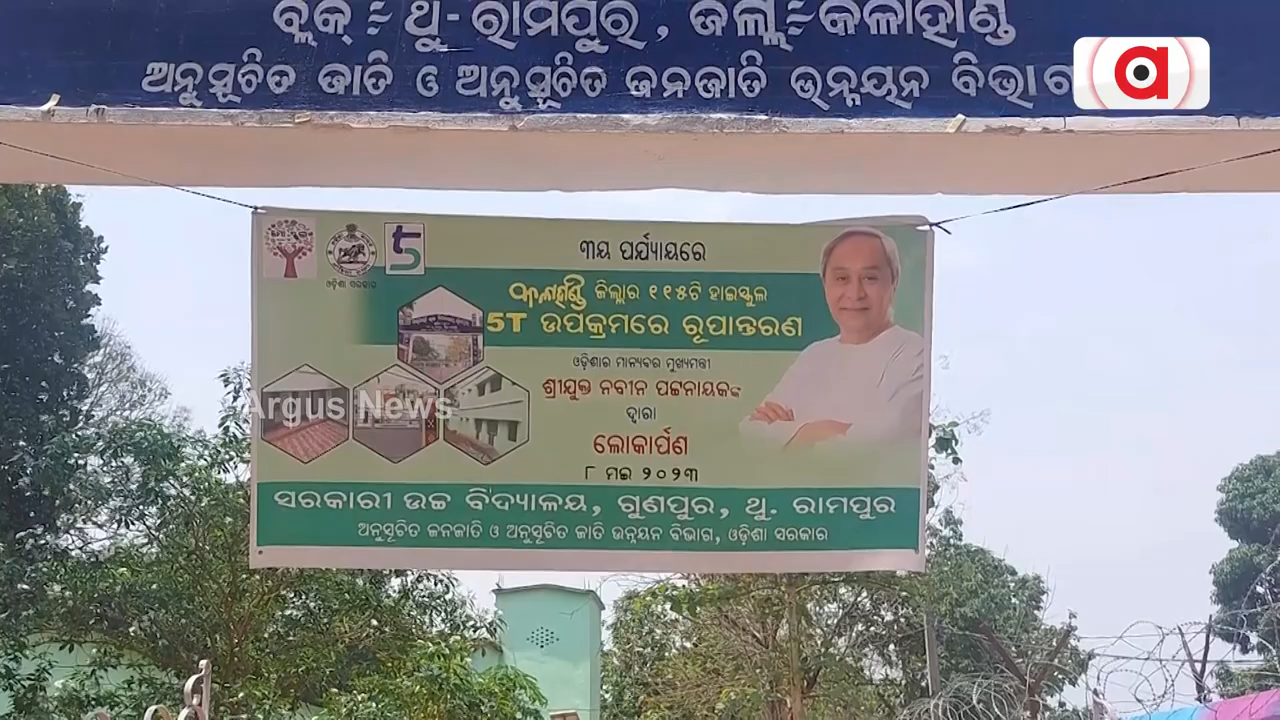 ବ୍ଲକ୍ ଃ ଥୁ-ରାମପୁର, ଜିଲ୍ଲା ଃ କଳାହାଣ୍ଡି
ଅନୁସୂଚିତ ଜାତି ଓ ଅନୁସୂଚିତ ଜନଜାତି ଉନ୍ନୟନ ବିଭାଗ
a
5
ଓଡ଼ିଶା ସରକାର
୩ୟ ପର୍ଯ୍ୟାୟରେ
କଳାହାଣ୍ଡି ଜିଲ୍ଲାର ୧୧୫ଟି ହାଇସ୍କୁଲ
5T ଉପକ୍ରମରେ ରୂପାନ୍ତରଣ
ଓଡ଼ିଶାର ମାନ୍ୟବର ମୁଖ୍ୟମନ୍ତ୍ରୀ
ଶ୍ରୀଯୁକ୍ତ ନବୀନ ପଟ୍ଟନାୟକଙ୍କ
ଦ୍ୱାରା
ଲୋକାର୍ପଣ
୮ ମଇ ୨୦୨୩
Argus News
ସରକାରୀ ଉଚ୍ଚ ବିଦ୍ୟାଳୟ, ଗୁଣପୁର, ଥୁ. ରାମପୁର
ଅନୁସୂଚିତ ଜନଜାତି ଓ ଅନୁସୂଚିତ ଜାତି ଉନ୍ନୟନ ବିଭାଗ, ଓଡ଼ିଶା ସରକାର